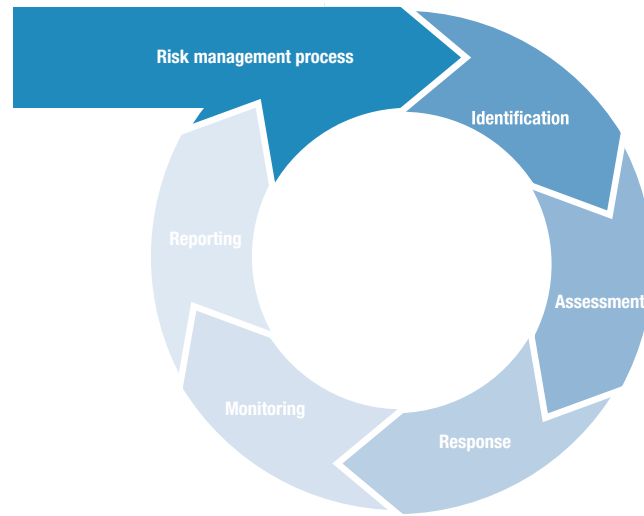 Risk management process
Identification
Assessment
Response
Monitoring
Reporting